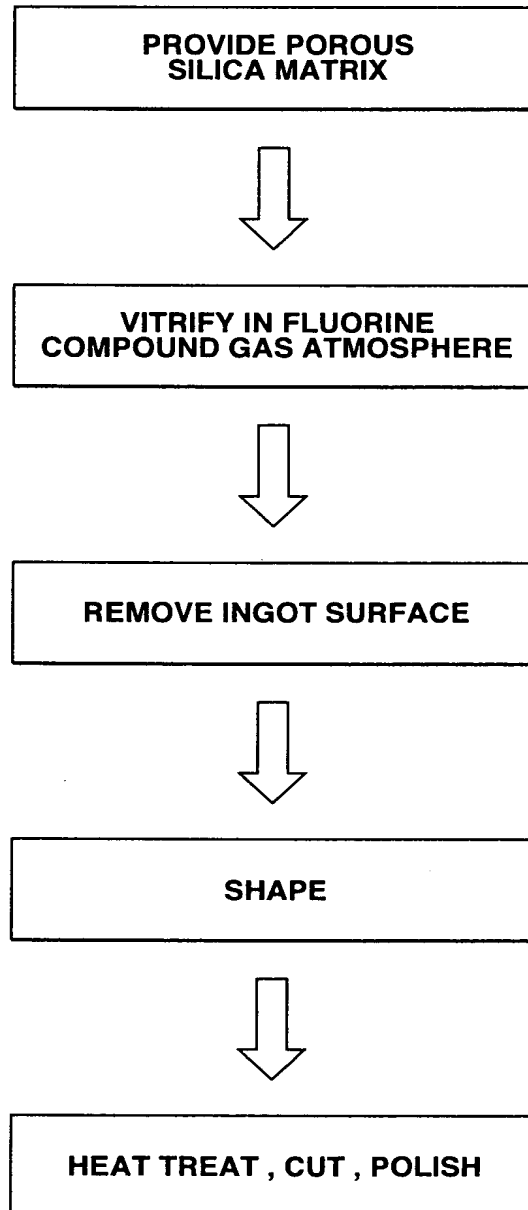 PROVIDE POROUS
SILICA MATRIX
VITRIFY IN FLUORINE
COMPOUND GAS ATMOSPHERE
REMOVE INGOT SURFACE
SHAPE
HEAT TREAT , CUT , POLISH